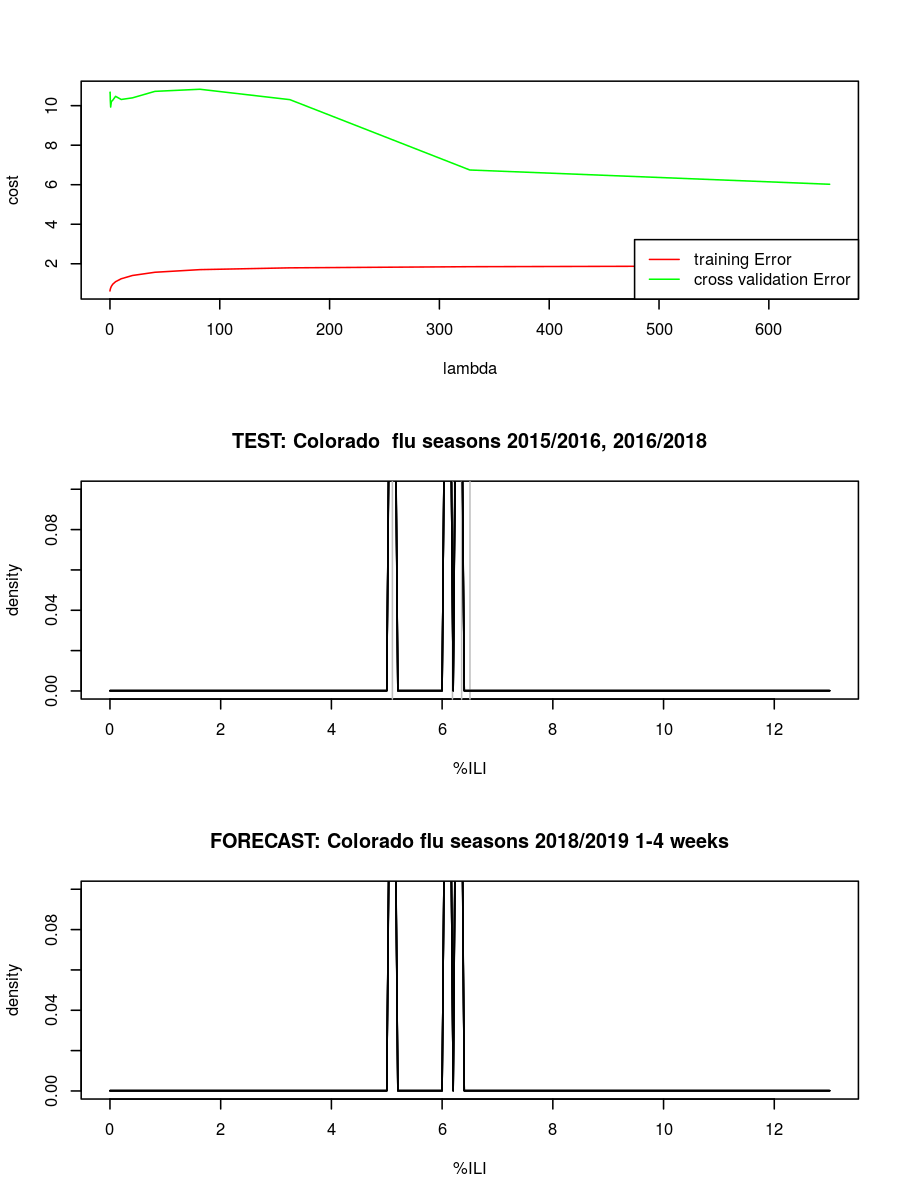 10
8
6
4
2
cost
training Error
cross validation Error
0 100 200 300 400 500 600
lambda
TEST: Colorado  flu seasons 2015/2016, 2016/2018
0.08
0.04
0.00
density
0 2 4 6 8 10 12
%ILI
FORECAST: Colorado flu seasons 2018/2019 1-4 weeks
0.08
0.04
0.00
density
0 2 4 6 8 10 12
%ILI